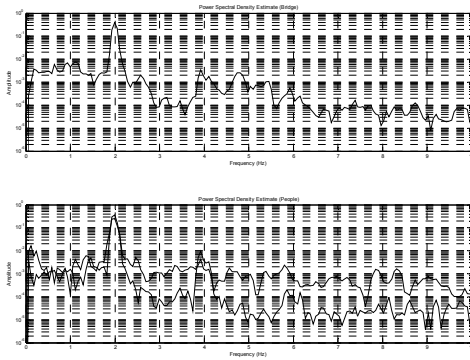 Power Spectral Density Estimate (Bridge)
Amplitude
0 1 2 3 4 5 6 7 8 9
Frequency (Hz)
Power Spectral Density Estimate (People)
Amplitude
0 1 2 3 4 5 6 7 8 9
Frequency (Hz)